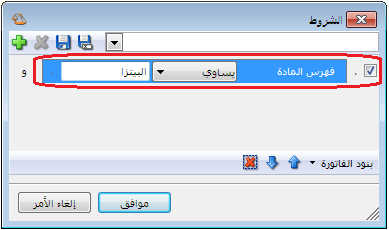 الشروط
. فهرس المادة يساوي البيتزا . و
بنود الفاتورة
موافق إلغاء الأمر